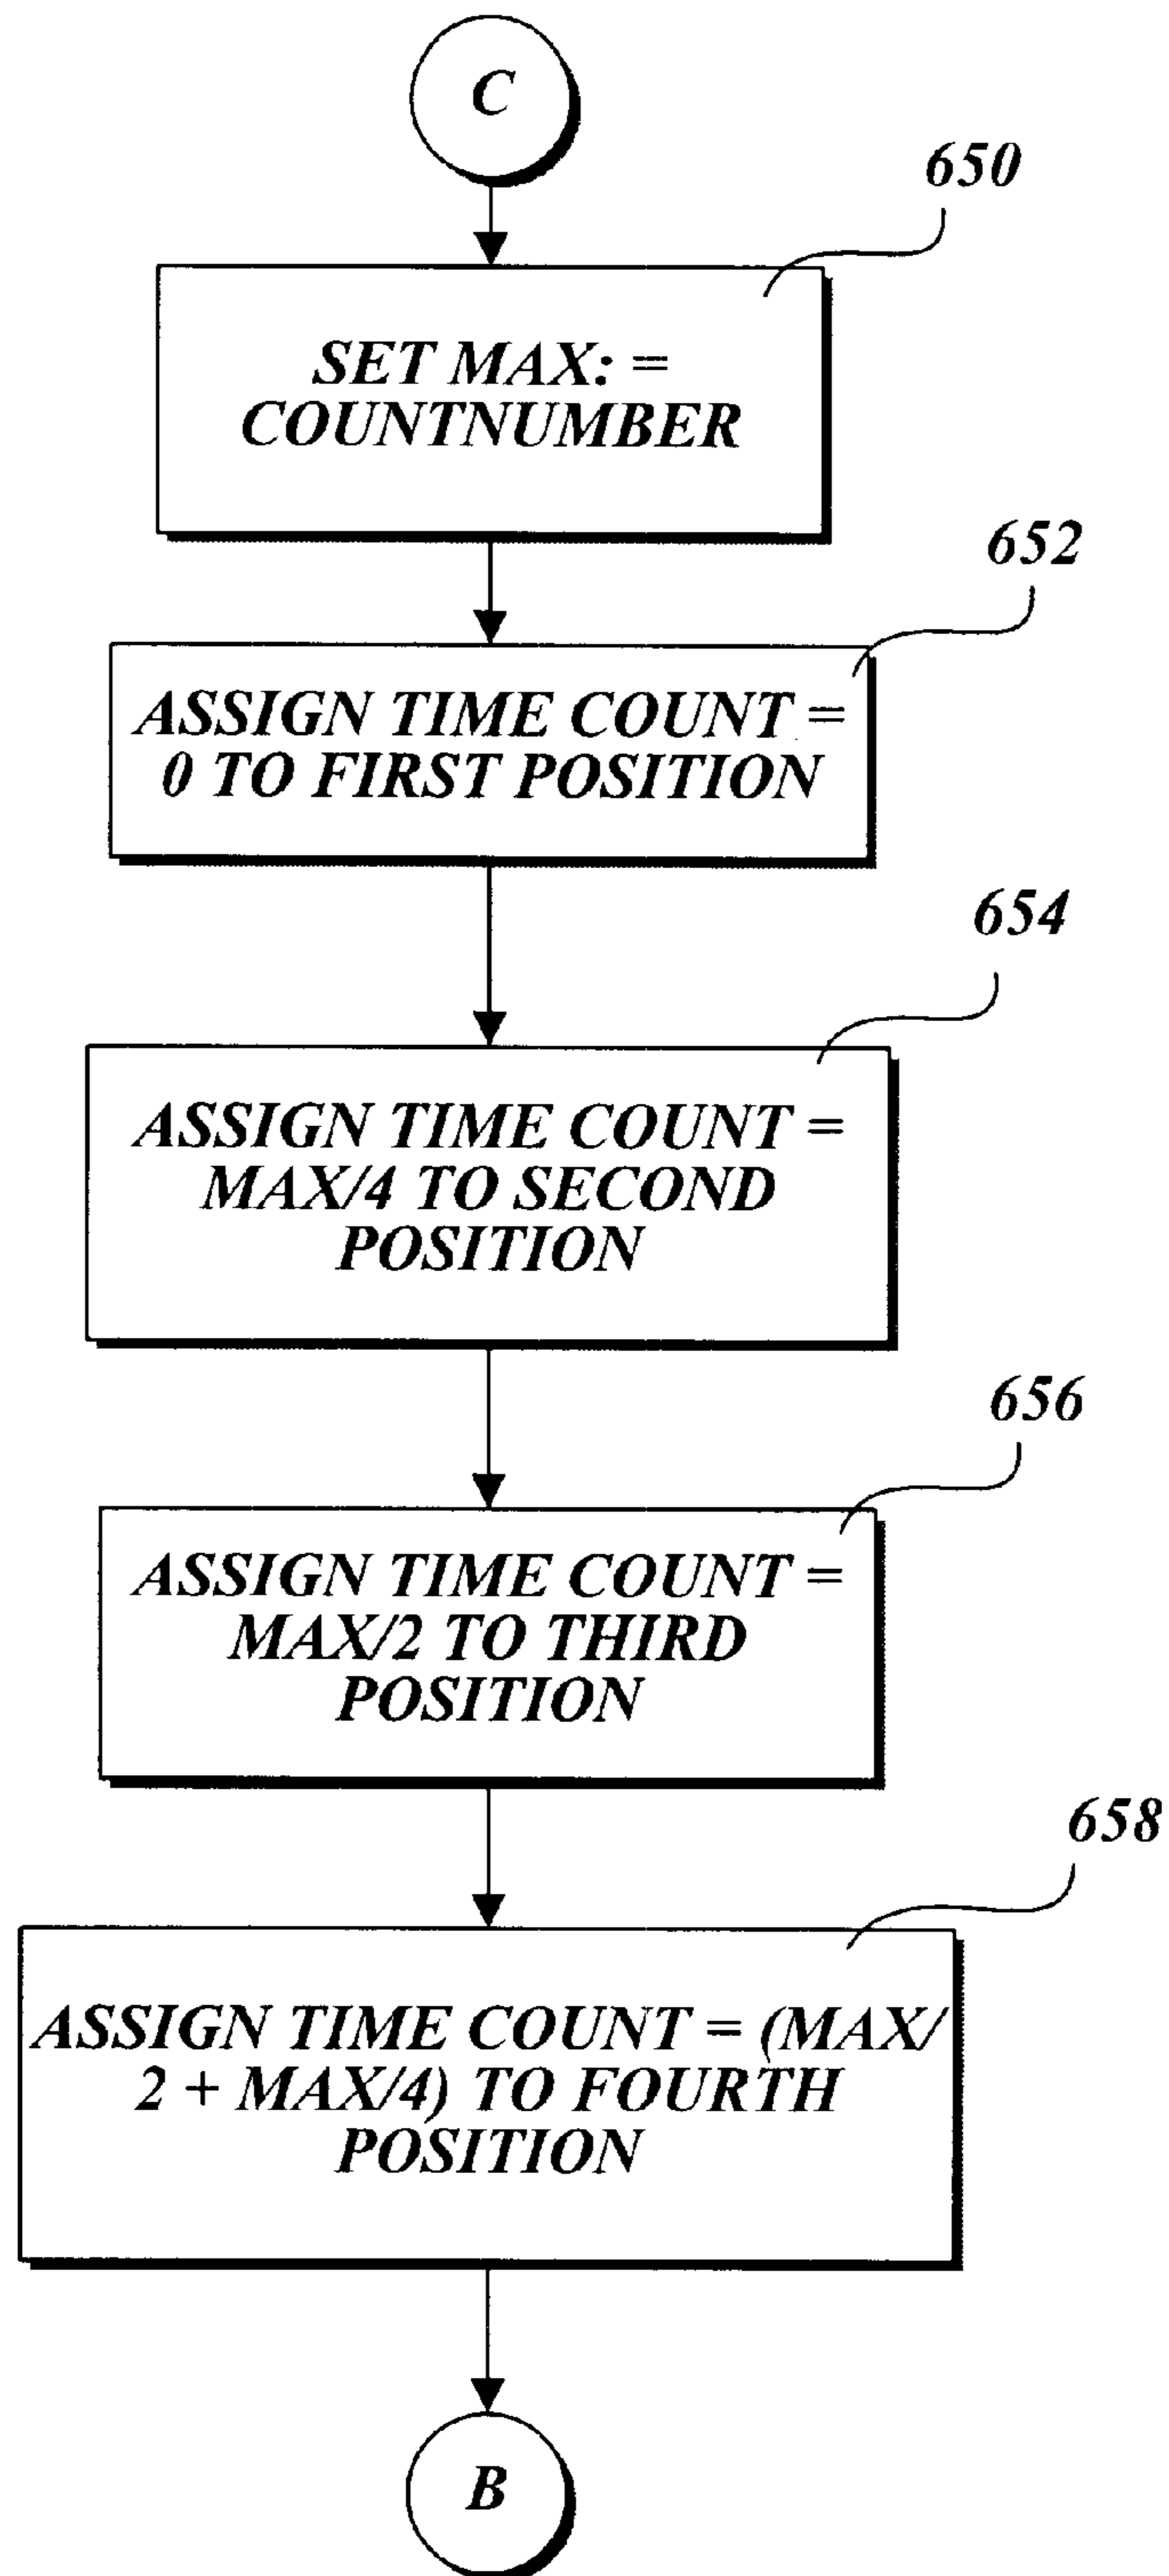 C
650
SET MAX: =
COUNTNUMBER
652
ASSIGN TIME COUNT =
0 TO FIRST POSITION
654
ASSIGN TIME COUNT =
MAX/4 TO SECOND
POSITION
656
ASSIGN TIME COUNT =
MAX/2 TO THIRD
POSITION
658
ASSIGN TIME COUNT = (MAX/
2 + MAX/4) TO FOURTH
POSITION
B